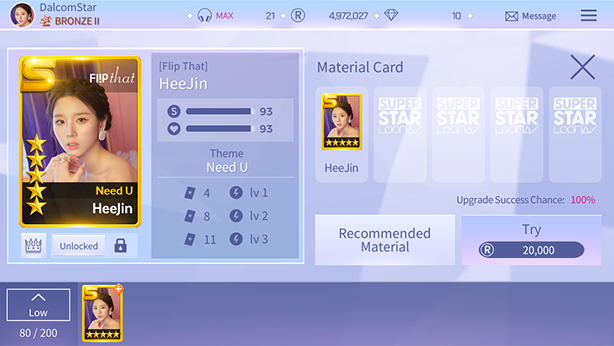 DalcomStar
BRONZE II
MAX
21
R
4,972,027
10
Message
S
FLIP that
Need U
HeeJin
Unlocked
[Flip That]
HeeJin
S 93
93
Theme
Need U
4 lv 1
8 lv 2
11 lv 3
Material Card
HeeJin
SUPER STAR LOONA
SUPER STAR LOONA
SUPER STAR LOONA
SUPER STAR LOONA
Upgrade Success Chance: 100%
Recommended
Material
Try
R 20,000
Low
80 / 200
S